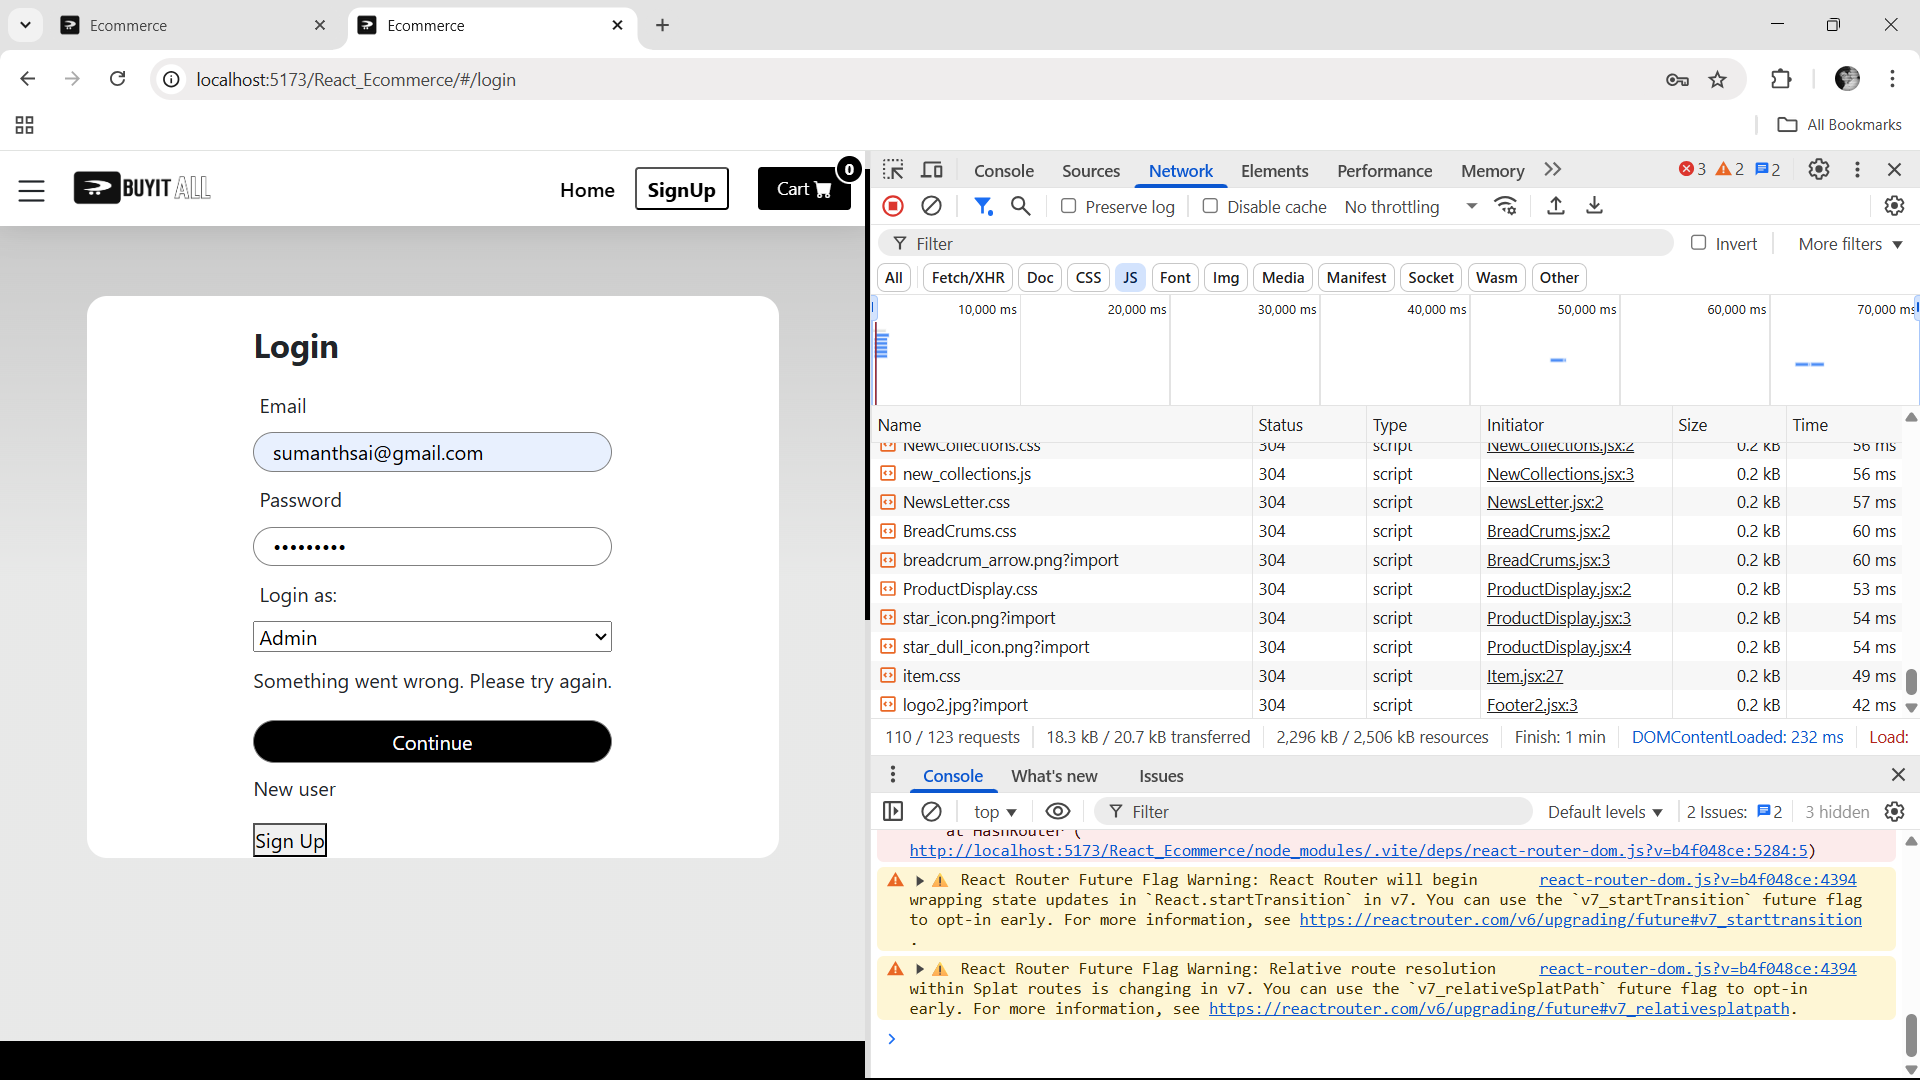 Ecommerce
Ecommerce
localhost:5173/React_Ecommerce/#/login
All Bookmarks
BUYIT ALL
Home
SignUp
Cart
0
Login
Email
sumanthsai@gmail.com
Password
•••••••••
Login as:
Admin
Something went wrong. Please try again.
Continue
New user
Sign Up
Console Sources Network Elements Performance Memory 3 2 2
Preserve log Disable cache No throttling
Filter Invert More filters
All Fetch/XHR Doc CSS JS Font Img Media Manifest Socket Wasm Other
10,000 ms 20,000 ms 30,000 ms 40,000 ms 50,000 ms 60,000 ms 70,000 ms
Name Status Type Initiator Size Time
NewCollections.css 304 script NewCollections.jsx:2 0.2 kB 56 ms
new_collections.js 304 script NewCollections.jsx:3 0.2 kB 56 ms
NewsLetter.css 304 script NewsLetter.jsx:2 0.2 kB 57 ms
BreadCrums.css 304 script BreadCrums.jsx:2 0.2 kB 60 ms
breadcrum_arrow.png?import 304 script BreadCrums.jsx:3 0.2 kB 60 ms
ProductDisplay.css 304 script ProductDisplay.jsx:2 0.2 kB 53 ms
star_icon.png?import 304 script ProductDisplay.jsx:3 0.2 kB 54 ms
star_dull_icon.png?import 304 script ProductDisplay.jsx:4 0.2 kB 54 ms
item.css 304 script Item.jsx:27 0.2 kB 49 ms
logo2.jpg?import 304 script Footer2.jsx:3 0.2 kB 42 ms
110 / 123 requests 18.3 kB / 20.7 kB transferred 2,296 kB / 2,506 kB resources Finish: 1 min DOMContentLoaded: 232 ms Load:
Console What's new Issues
top Filter Default levels 2 Issues: 2 3 hidden
at HashRouter (
http://localhost:5173/React_Ecommerce/node_modules/.vite/deps/react-router-dom.js?v=b4f048ce:5284:5)
React Router Future Flag Warning: React Router will begin react-router-dom.js?v=b4f048ce:4394
wrapping state updates in `React.startTransition` in v7. You can use the `v7_startTransition` future flag
to opt-in early. For more information, see https://reactrouter.com/v6/upgrading/future#v7_starttransition
.
React Router Future Flag Warning: Relative route resolution react-router-dom.js?v=b4f048ce:4394
within Splat routes is changing in v7. You can use the `v7_relativeSplatPath` future flag to opt-in
early. For more information, see https://reactrouter.com/v6/upgrading/future#v7_relativesplatpath.